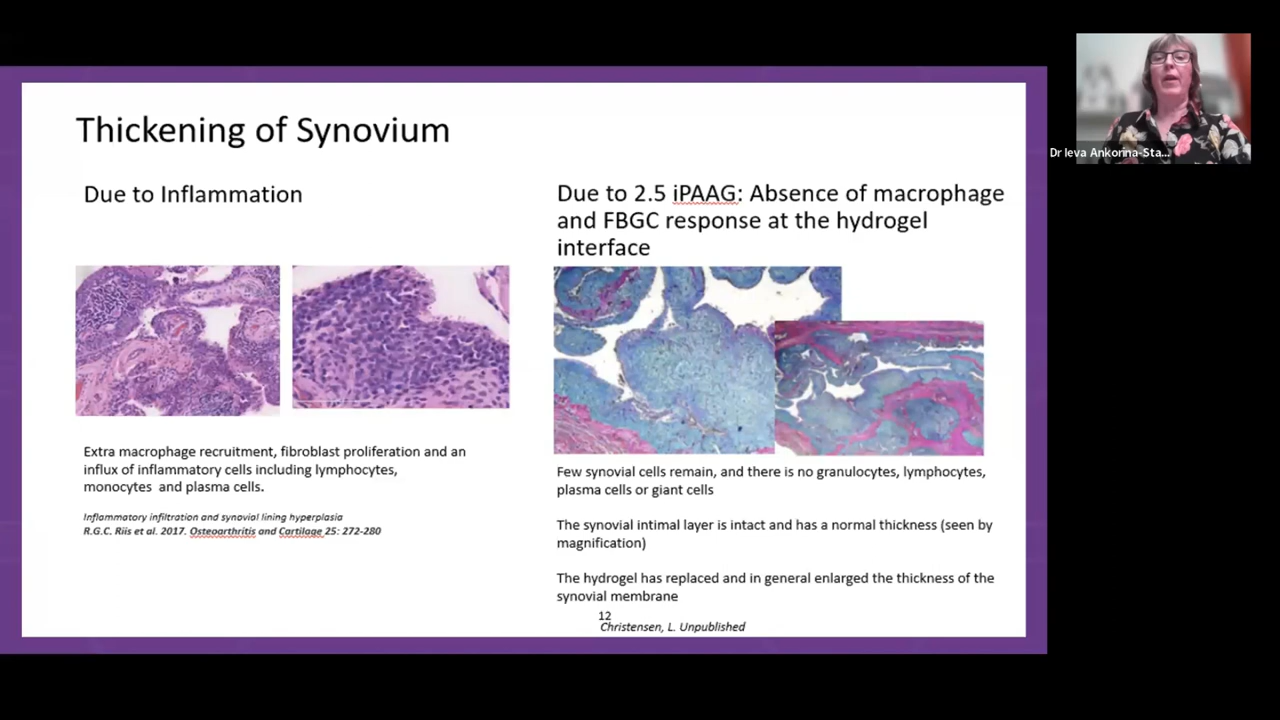 Thickening of Synovium
Due to Inflammation
Extra macrophage recruitment, fibroblast proliferation and an
influx of inflammatory cells including lymphocytes,
monocytes and plasma cells.
Inflammatory infiltration and synovial lining hyperplasia
R.G.C. Riis et al. 2017. Osteoarthritis and Cartilage 25: 272-280
Due to 2.5 iPAAG: Absence of macrophage
and FBGC response at the hydrogel
interface
Few synovial cells remain, and there is no granulocytes, lymphocytes,
plasma cells or giant cells
The synovial intimal layer is intact and has a normal thickness (seen by
magnification)
The hydrogel has replaced and in general enlarged the thickness of the
synovial membrane
12
Christensen, L. Unpublished
Dr Ieva Ankorina-Sta...